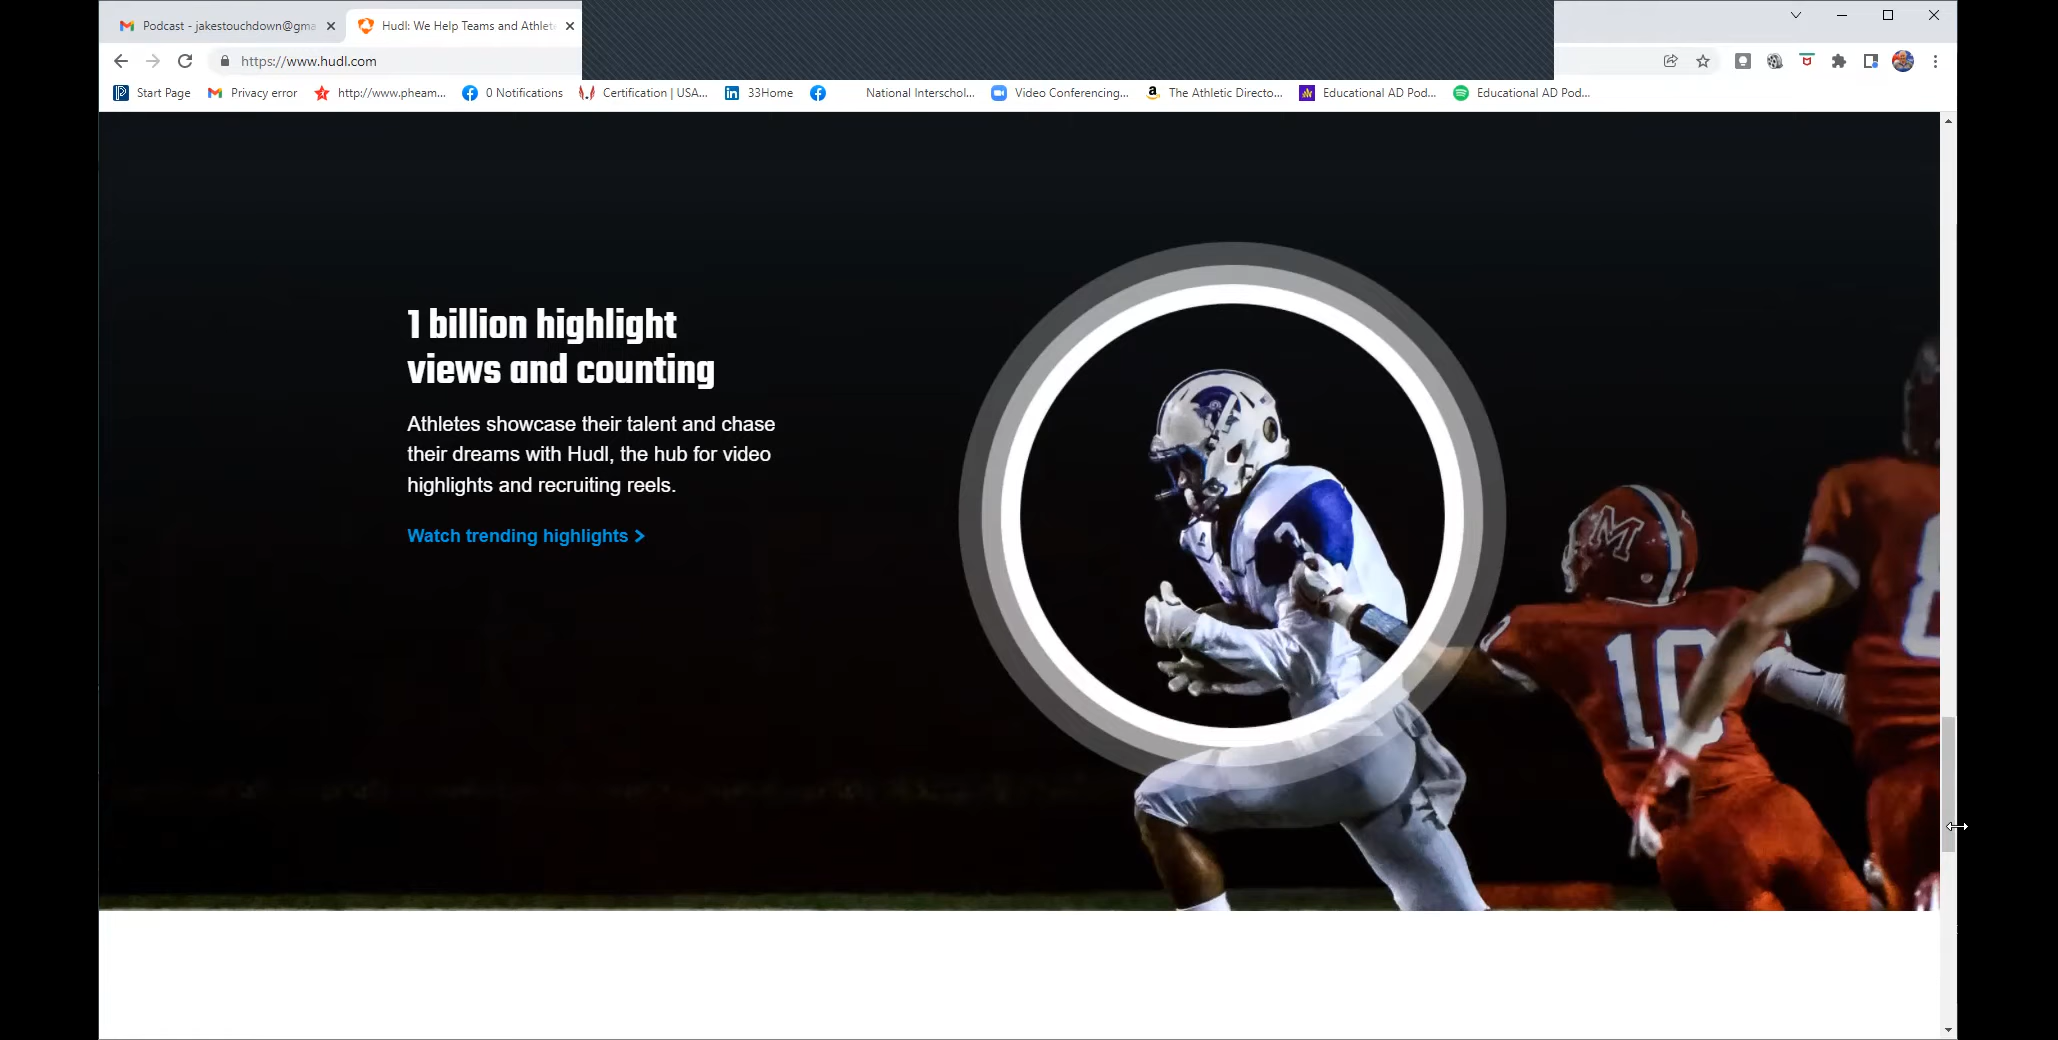 Podcast - jakestouchdown@gma
Hudl: We Help Teams and Athlete
https://www.hudl.com
Start Page
Privacy error
http://www.pheam...
0 Notifications
Certification | USA...
33Home
National Interschol...
Video Conferencing...
The Athletic Directo...
Educational AD Pod...
Educational AD Pod...
1 billion highlight
views and counting
Athletes showcase their talent and chase
their dreams with Hudl, the hub for video
highlights and recruiting reels.
Watch trending highlights >
M
10